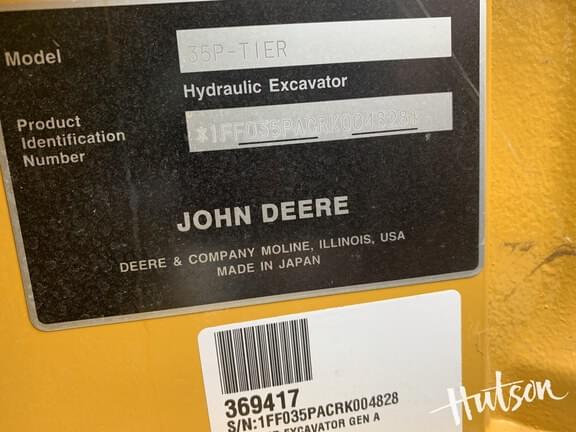 Model
35P-TIER
Hydraulic Excavator
Product
Identification
Number
*1FF035PACRK004828*
JOHN DEERE
DEERE & COMPANY MOLINE, ILLINOIS, USA
MADE IN JAPAN
369417
S/N:1FF035PACRK004828
EXCAVATOR GEN A
Hutson